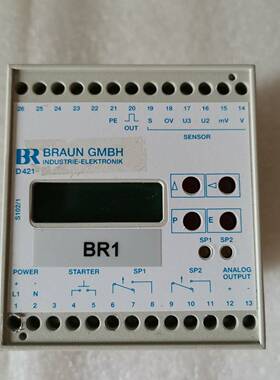 26 25 24 23 22 21 20 19 18 17 16 15 14
PE OUT S OV U3 U2 mV V
SENSOR
BR BRAUN GMBH
INDUSTRIE-ELEKTRONIK
D421
S102/1
P E
BR1
SP1 SP2
POWER STARTER SP1 SP2 ANALOG OUTPUT
+ -
L1 N + -
1 2 3 4 5 6 7 8 9 10 11 12 13